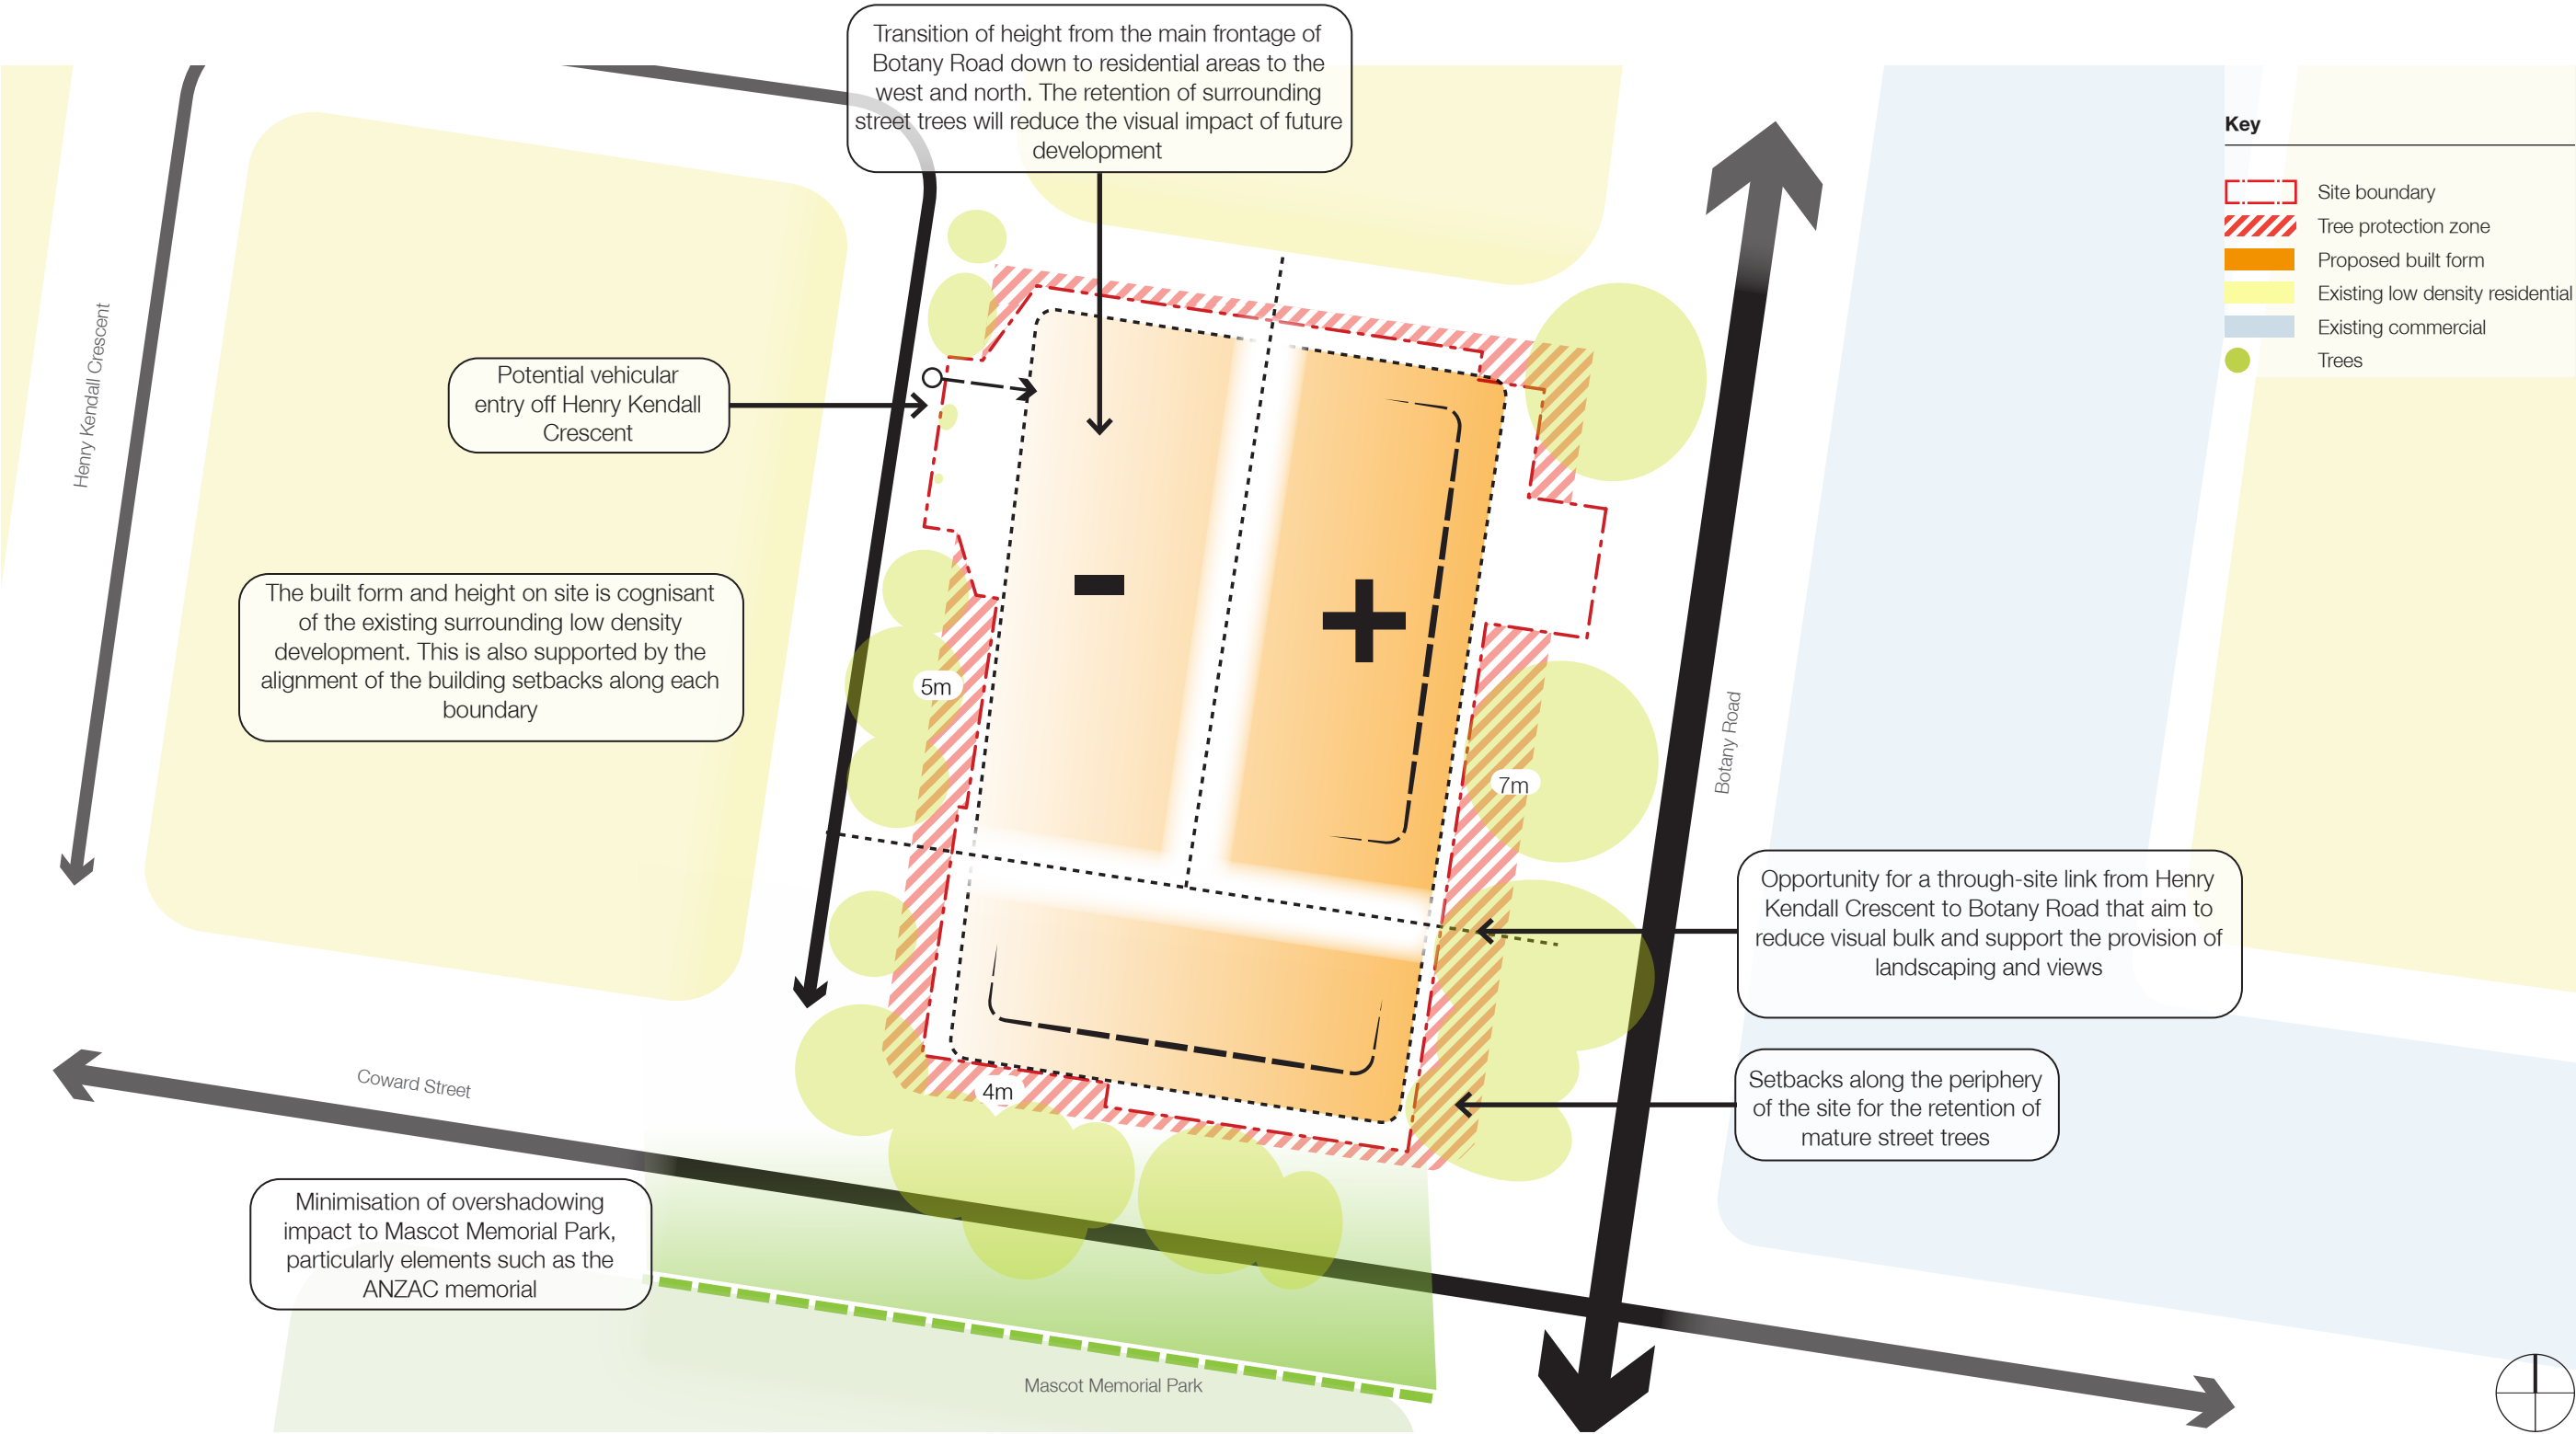 Transition of height from the main frontage of
Botany Road down to residential areas to the
west and north. The retention of surrounding
street trees will reduce the visual impact of future
development
Key
Site boundary
Tree protection zone
Proposed built form
Existing low density residential
Existing commercial
Trees
Henry Kendall Crescent
Potential vehicular
entry off Henry Kendall
Crescent
The built form and height on site is cognisant
of the existing surrounding low density
development. This is also supported by the
alignment of the building setbacks along each
boundary
-
+
5m
7m
Botany Road
Opportunity for a through-site link from Henry
Kendall Crescent to Botany Road that aim to
reduce visual bulk and support the provision of
landscaping and views
Setbacks along the periphery
of the site for the retention of
mature street trees
4m
Coward Street
Minimisation of overshadowing
impact to Mascot Memorial Park,
particularly elements such as the
ANZAC memorial
Mascot Memorial Park